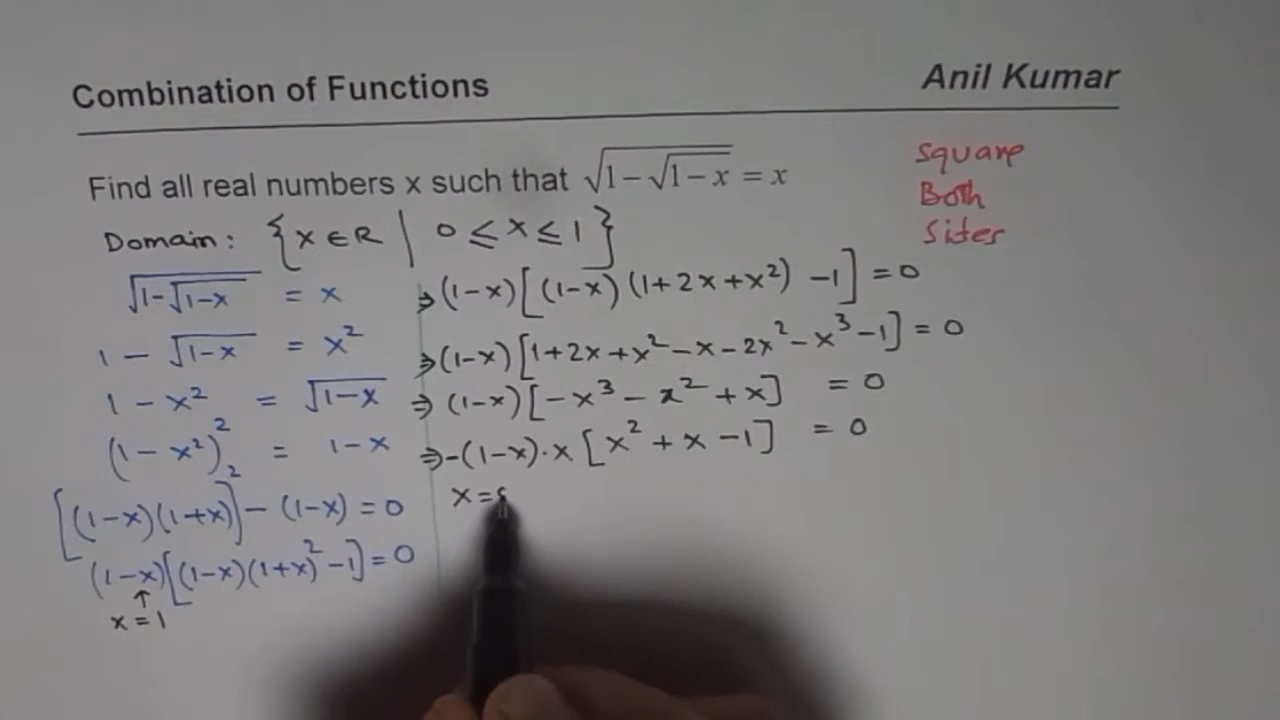 Combination of Functions
Anil Kumar
Find all real numbers x such that √(1-√(1-x)) = x
Square
Both
Sites
Domain: {x ∈ R | 0 ≤ x ≤ 1}
√(1-√(1-x)) = x
1 - √(1-x) = x²
1 - x² = √(1-x)
(1 - x²)² = 1-x
[(1-x)(1+x)]² - (1-x) = 0
(1-x)[(1-x)(1+x)² - 1] = 0
↑
x = 1
⇒ (1-x)[(1-x)(1+2x+x²) - 1] = 0
⇒ (1-x)[1+2x+x²-x-2x²-x³-1] = 0
⇒ (1-x)[-x³ - x² + x] = 0
⇒ -(1-x)·x[x² + x - 1] = 0
x =